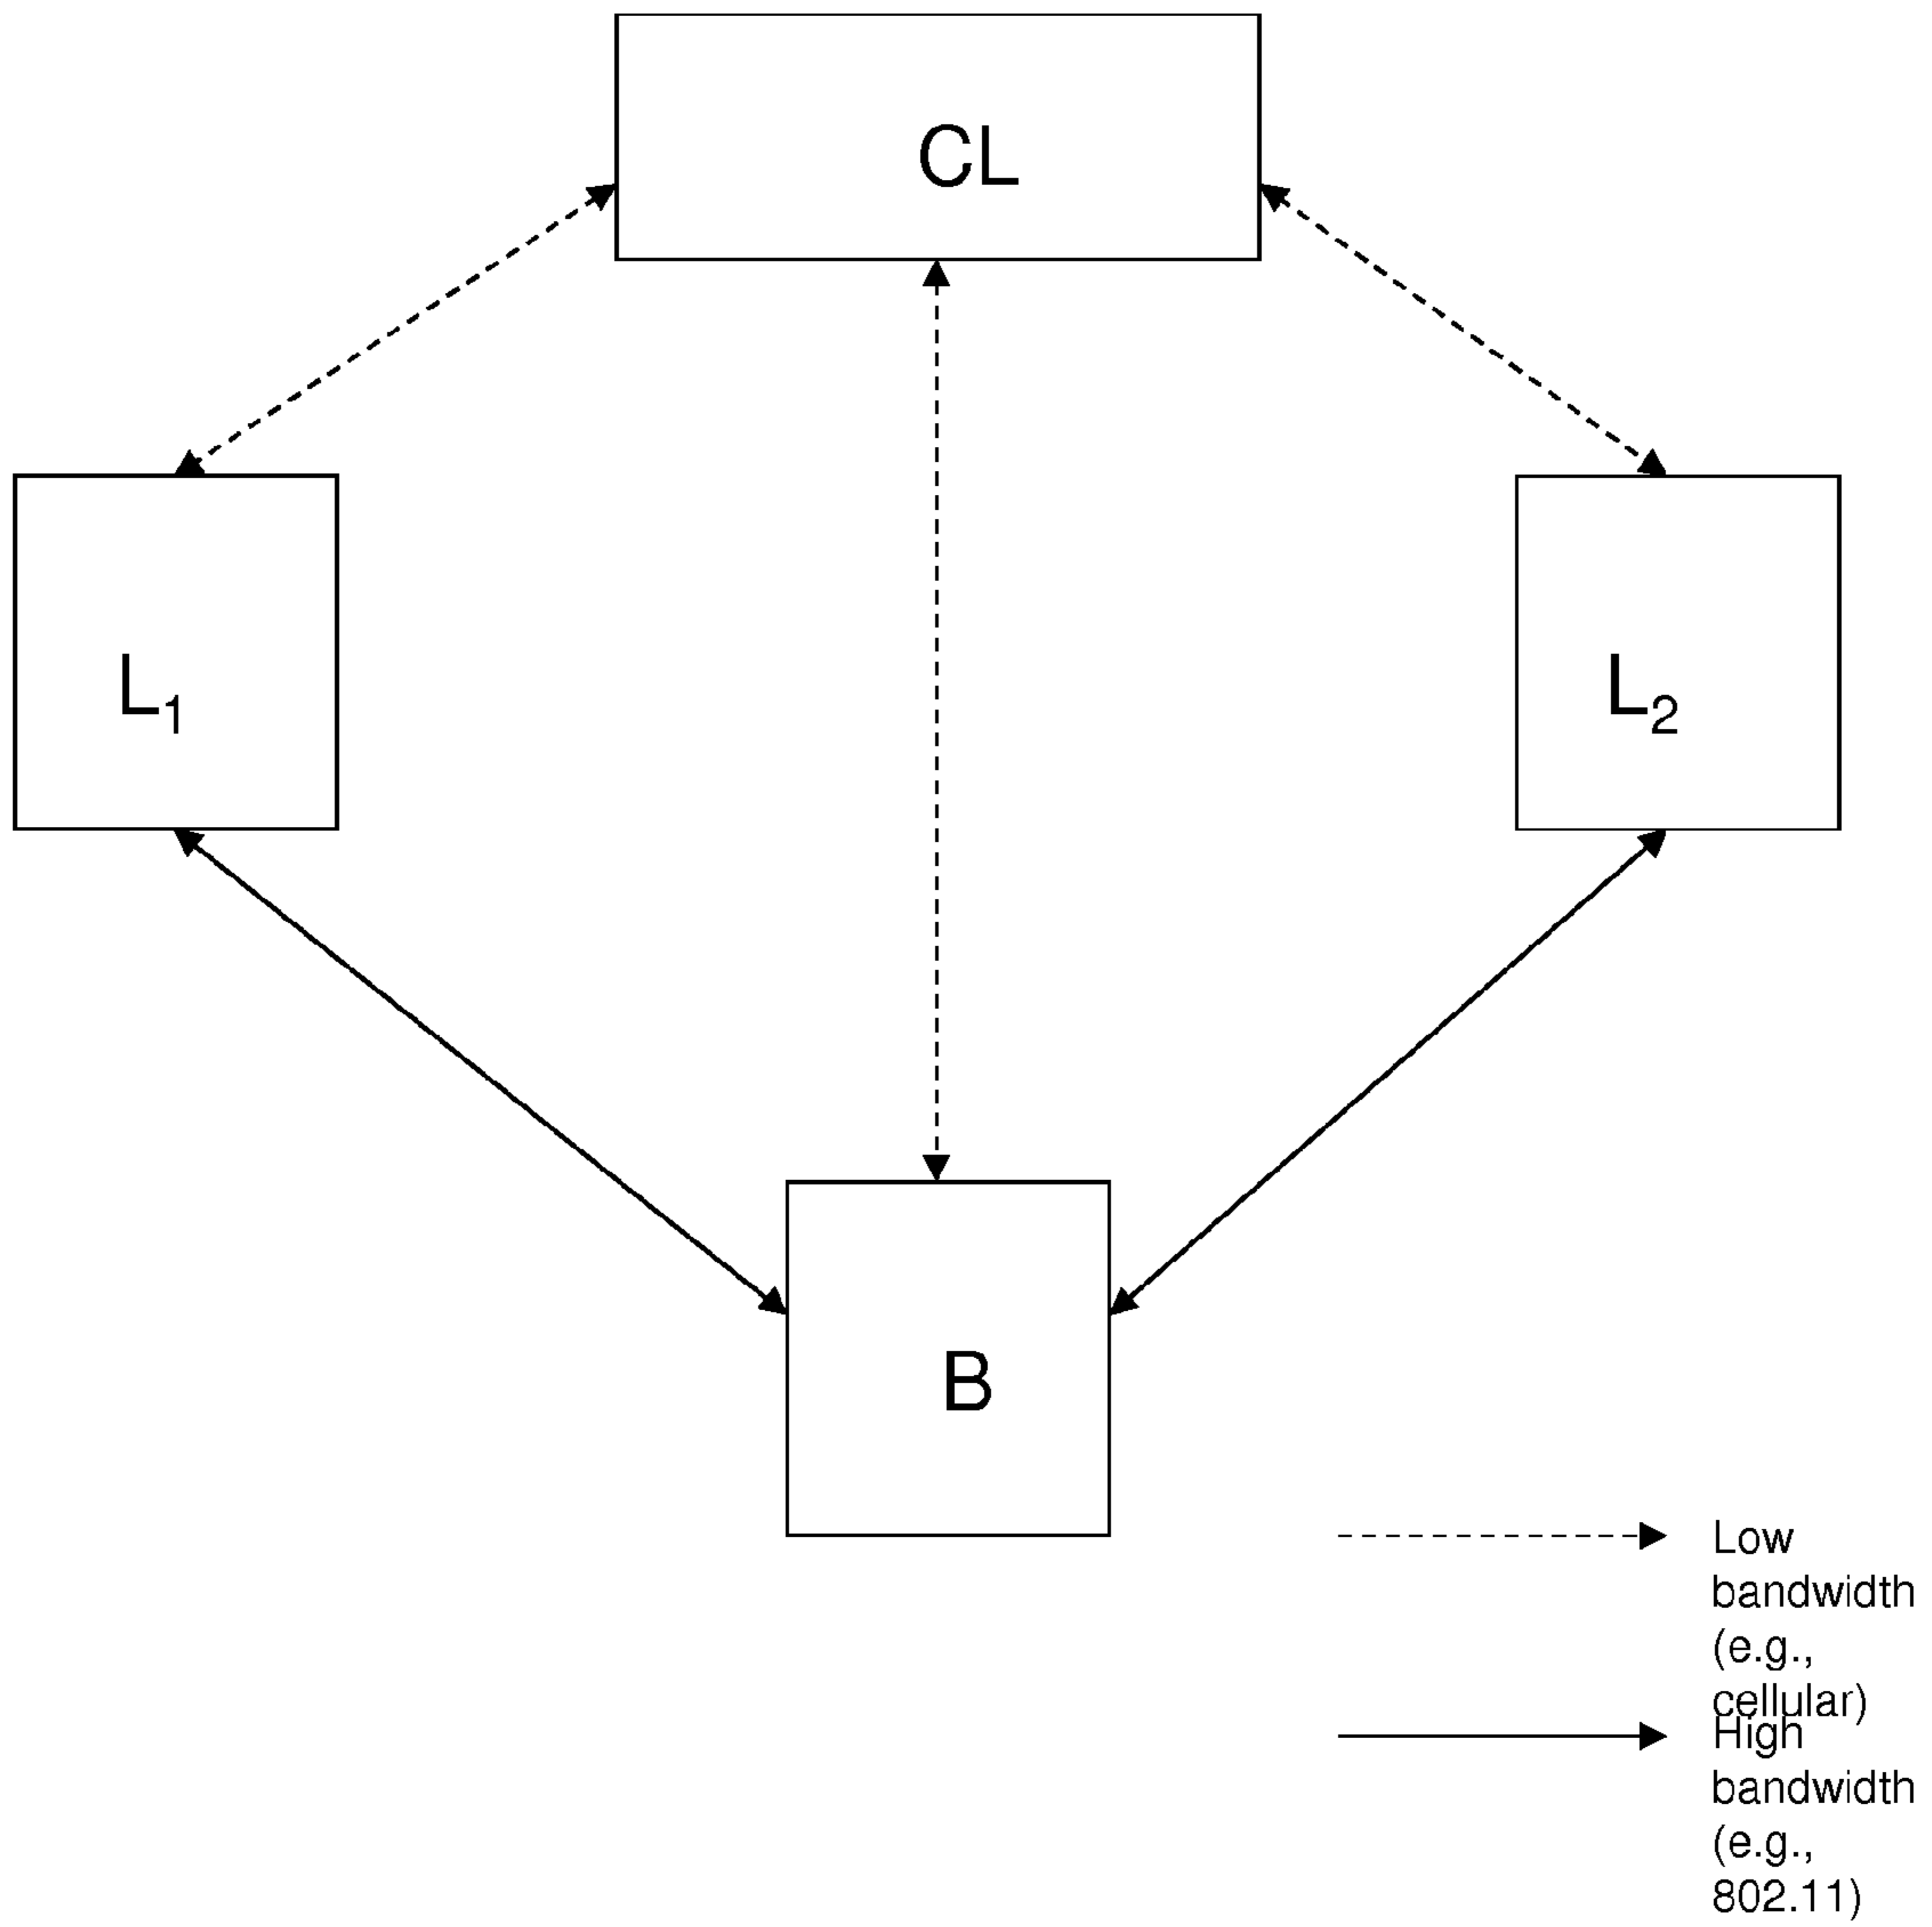 CL
L1
L2
B
Low
bandwidth
(e.g.,
cellular)
High
bandwidth
(e.g.,
802.11)